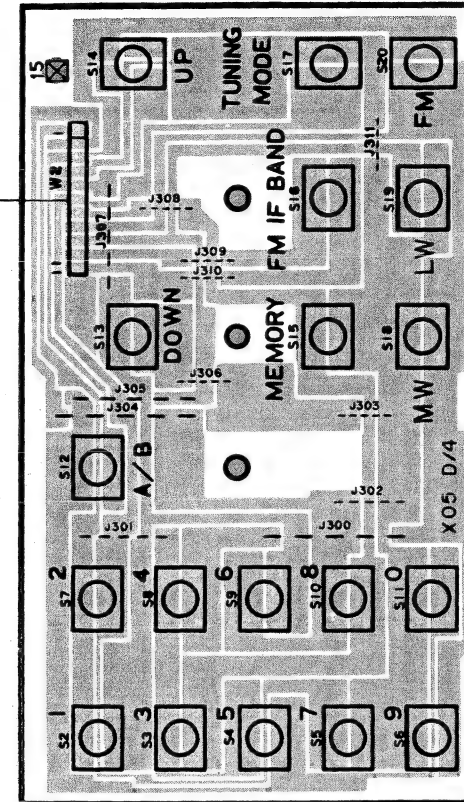 15
S14
UP
TUNING
MODE
S17
S20
FM
W2
J307
J308
J311
FM IF BAND
S16
S19
LW
J309
J310
S13
DOWN
MEMORY
S15
S18
MW
J306
J305
J304
J303
S12
A/B
J302
J301
J300
X05 D/4
S7
2
S8
4
S9
6
S10
8
S11
0
S2
1
S3
3
S4
5
S5
7
S6
9